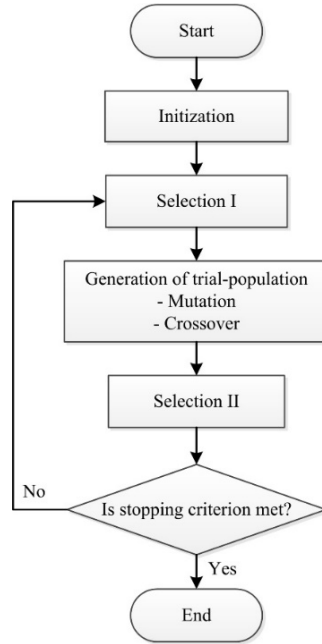 Start
Initization
Selection I
Generation of trial-population
- Mutation
- Crossover
Selection II
No
Is stopping criterion met?
Yes
End